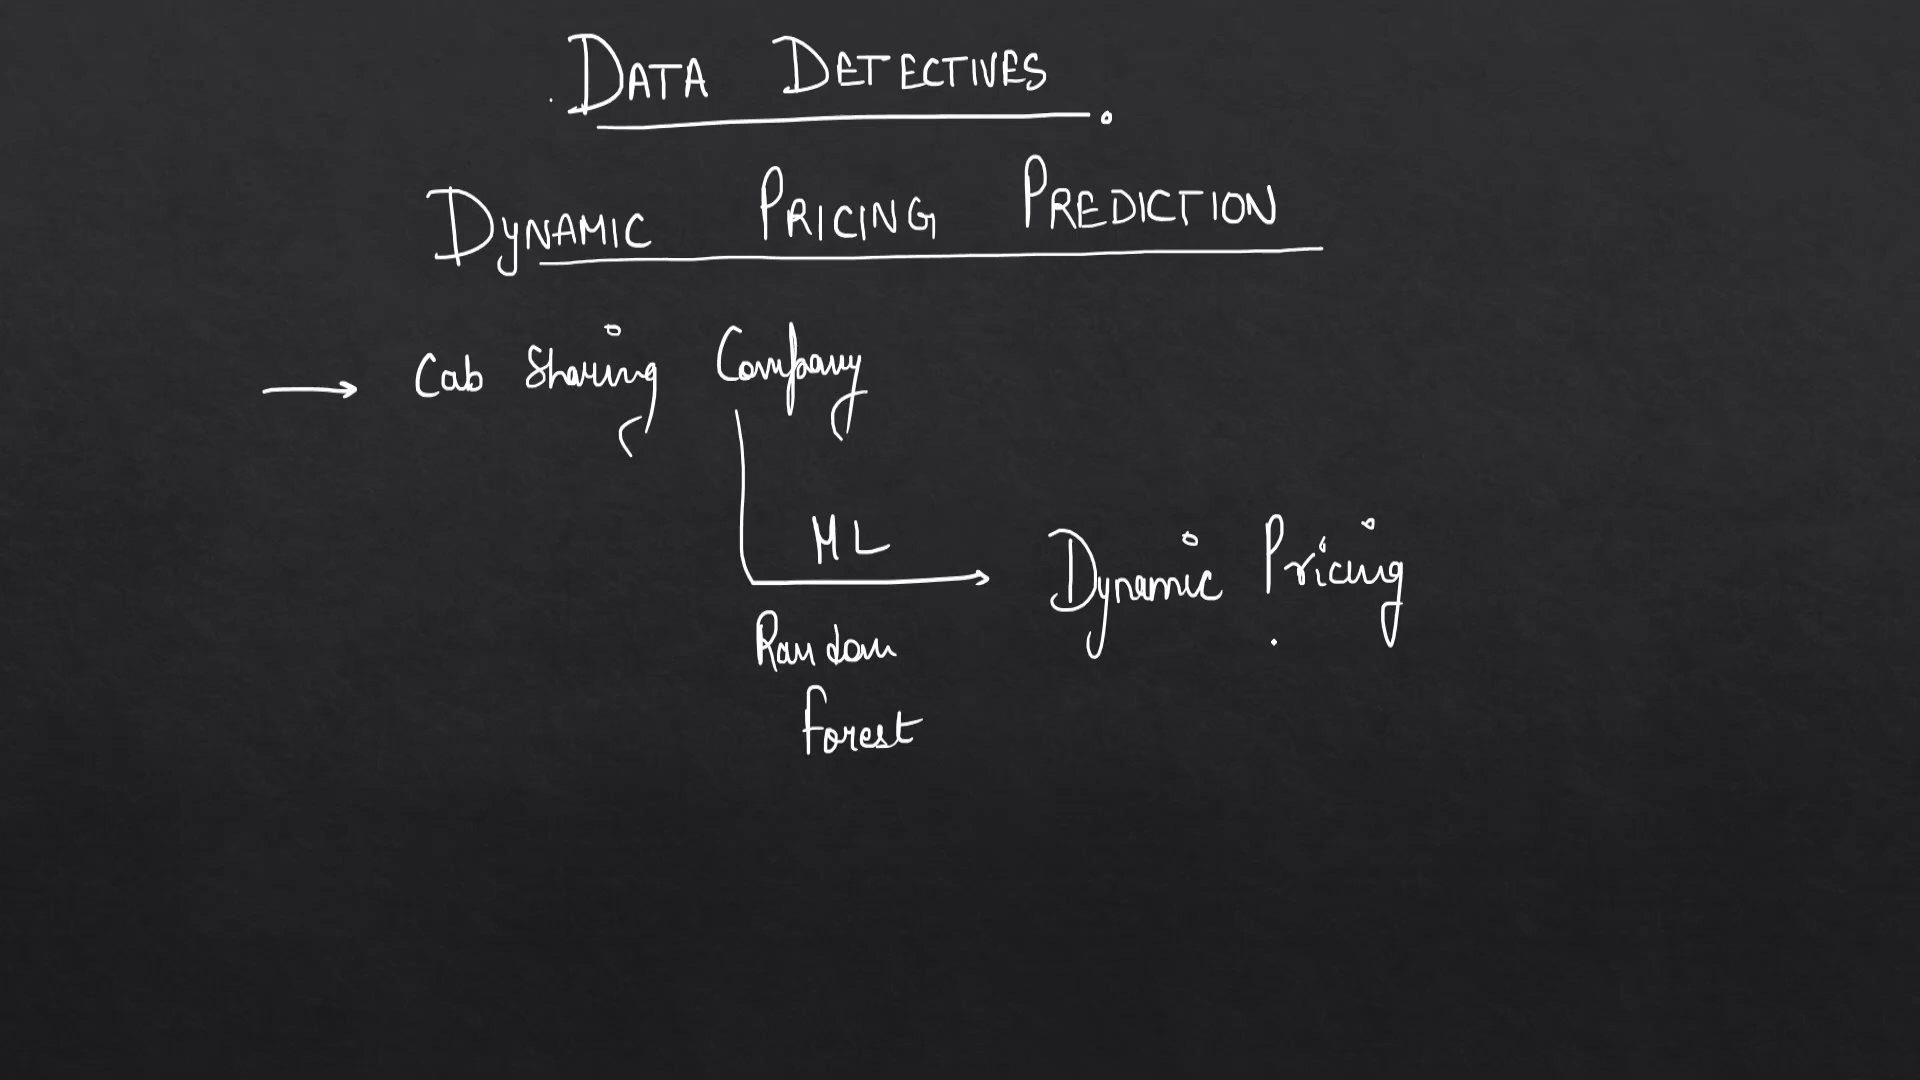 DATA DETECTIVES.
DYNAMIC PRICING PREDICTION
→ Cab Sharing Company
ML
Dynamic Pricing
Random
Forest